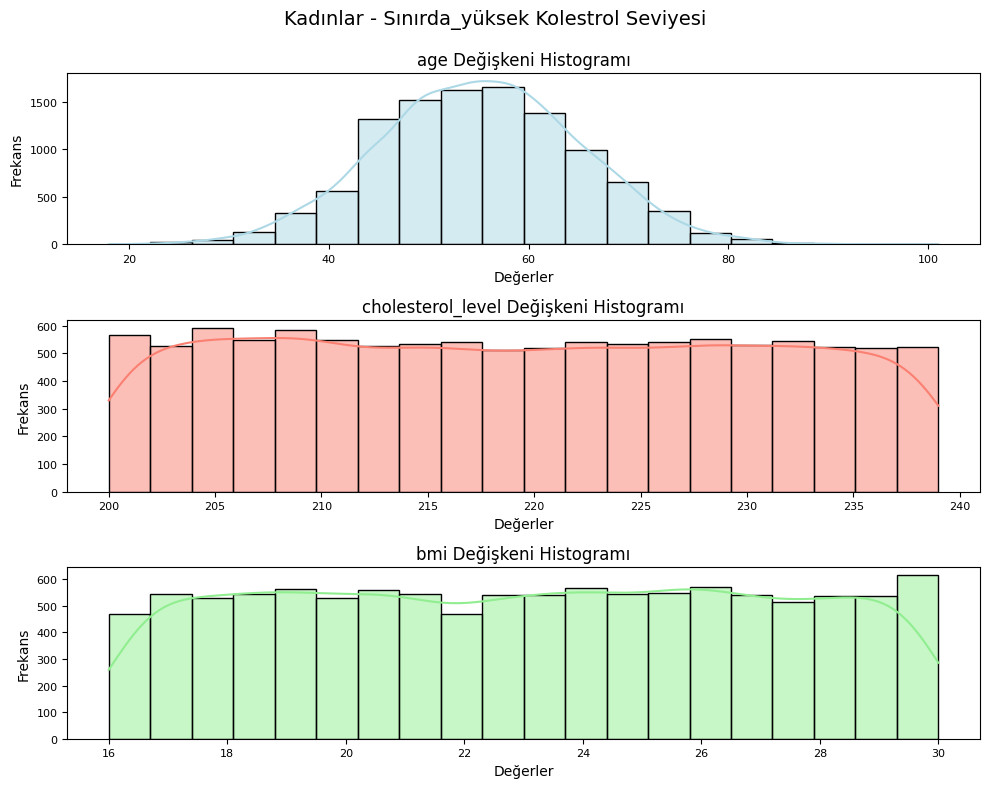 Kadınlar - Sınırda_yüksek Kolestrol Seviyesi
age Değişkeni Histogramı
Frekans
1500
1000
500
0
20 40 60 80 100
Değerler
cholesterol_level Değişkeni Histogramı
Frekans
600
500
400
300
200
100
0
200 205 210 215 220 225 230 235 240
Değerler
bmi Değişkeni Histogramı
Frekans
600
500
400
300
200
100
0
16 18 20 22 24 26 28 30
Değerler